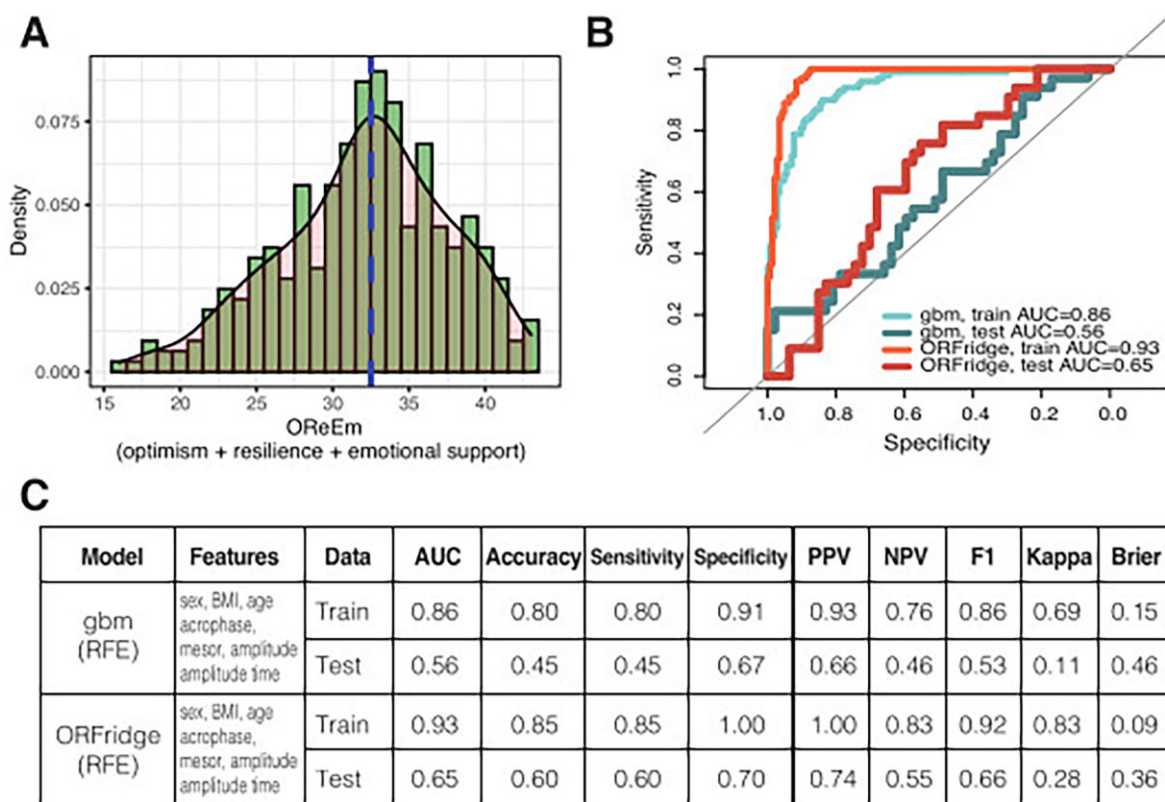 A
Density
0.075
0.050
0.025
0.000
15 20 25 30 35 40
OReEm
(optimism + resilience + emotional support)
B
Sensitivity
1.0
0.8
0.6
0.4
0.2
0.0
gbm, train AUC=0.86
gbm, test AUC=0.56
ORFridge, train AUC=0.93
ORFridge, test AUC=0.65
1.0 0.8 0.6 0.4 0.2 0.0
Specificity
C
Model Features Data AUC Accuracy Sensitivity Specificity PPV NPV F1 Kappa Brier
gbm
(RFE)
sex, BMI, age
acrophase,
mesor, amplitude
amplitude time
Train 0.86 0.80 0.80 0.91 0.93 0.76 0.86 0.69 0.15
Test 0.56 0.45 0.45 0.67 0.66 0.46 0.53 0.11 0.46
ORFridge
(RFE)
sex, BMI, age
acrophase,
mesor, amplitude
amplitude time
Train 0.93 0.85 0.85 1.00 1.00 0.83 0.92 0.83 0.09
Test 0.65 0.60 0.60 0.70 0.74 0.55 0.66 0.28 0.36